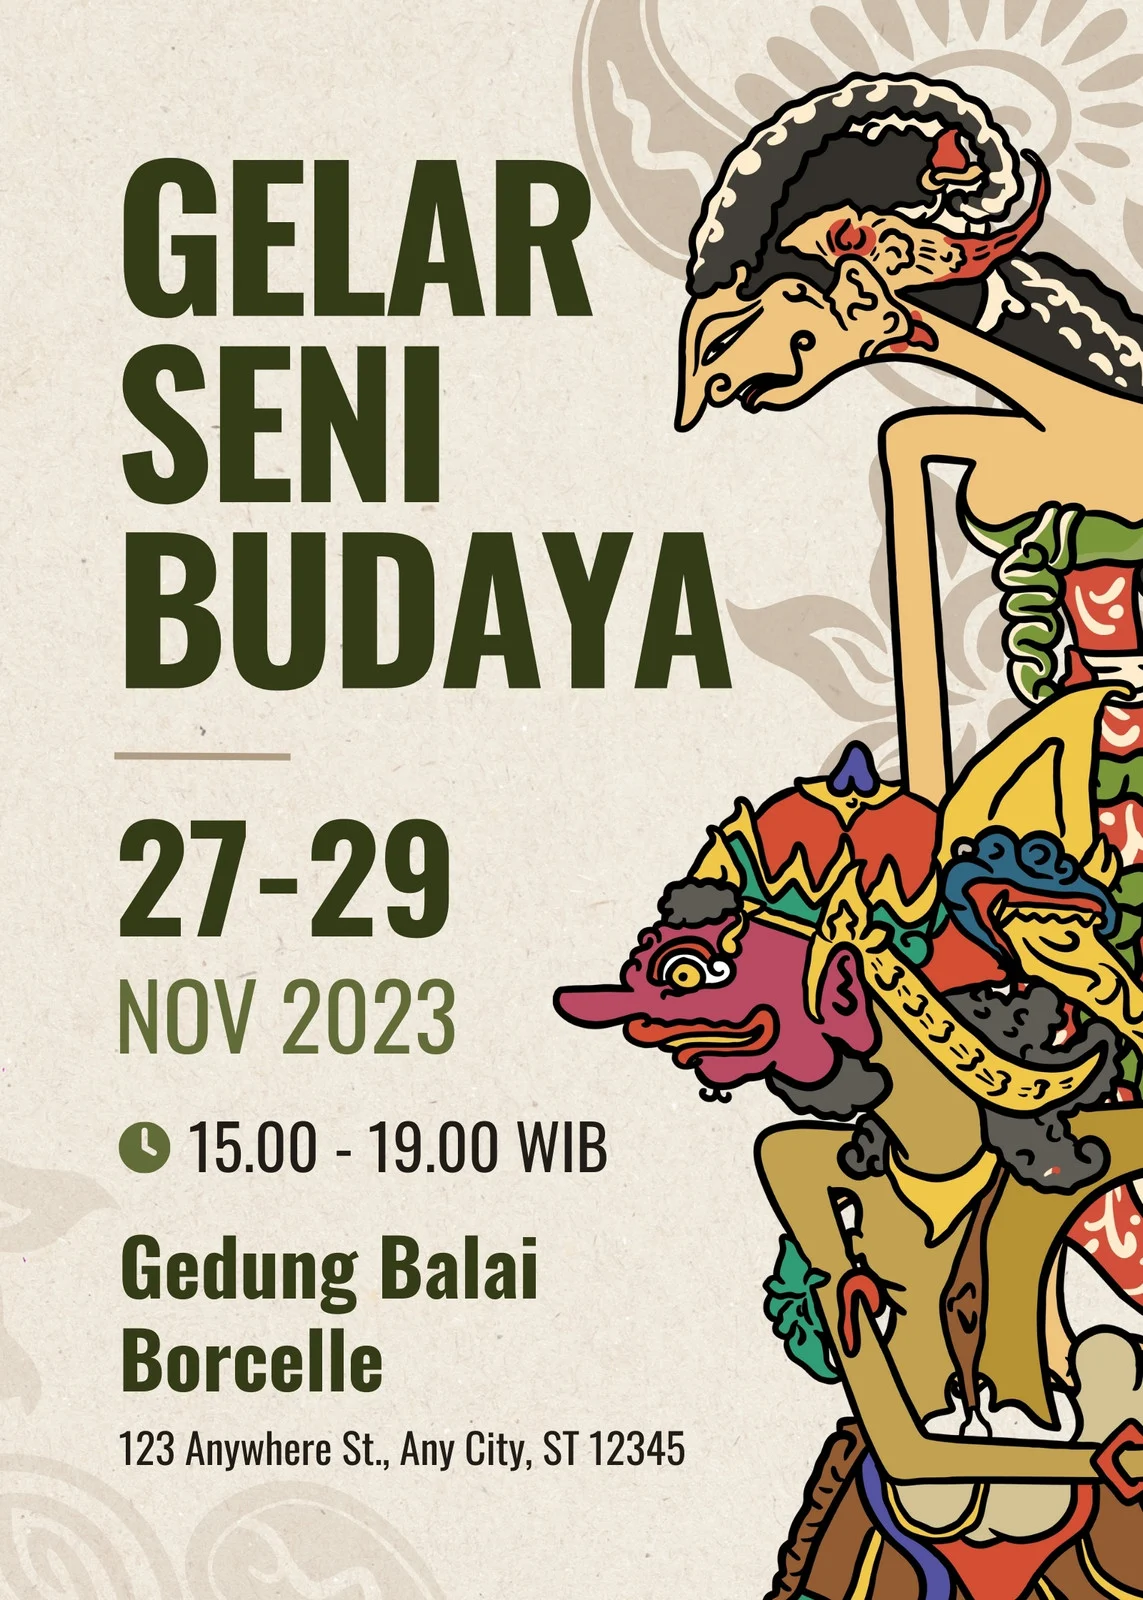 GELAR
SENI
BUDAYA
27-29
NOV 2023
15.00 - 19.00 WIB
Gedung Balai
Borcelle
123 Anywhere St., Any City, ST 12345